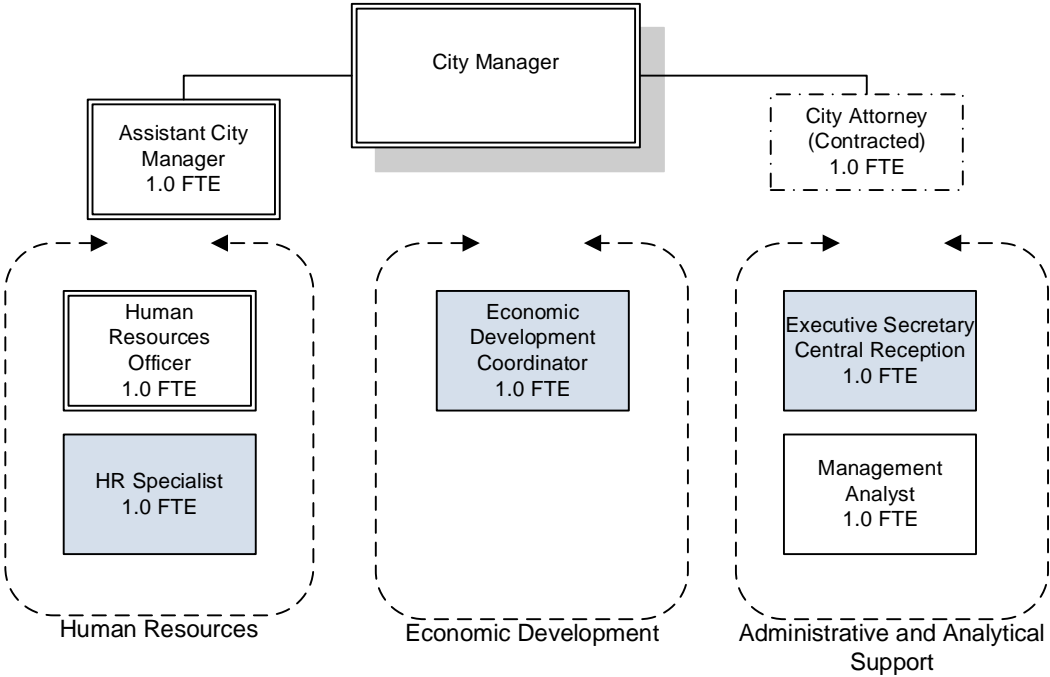 City Manager
Assistant City
Manager
1.0 FTE
City Attorney
(Contracted)
1.0 FTE
Human
Resources
Officer
1.0 FTE
HR Specialist
1.0 FTE
Human Resources
Economic
Development
Coordinator
1.0 FTE
Economic Development
Executive Secretary
Central Reception
1.0 FTE
Management
Analyst
1.0 FTE
Administrative and Analytical
Support